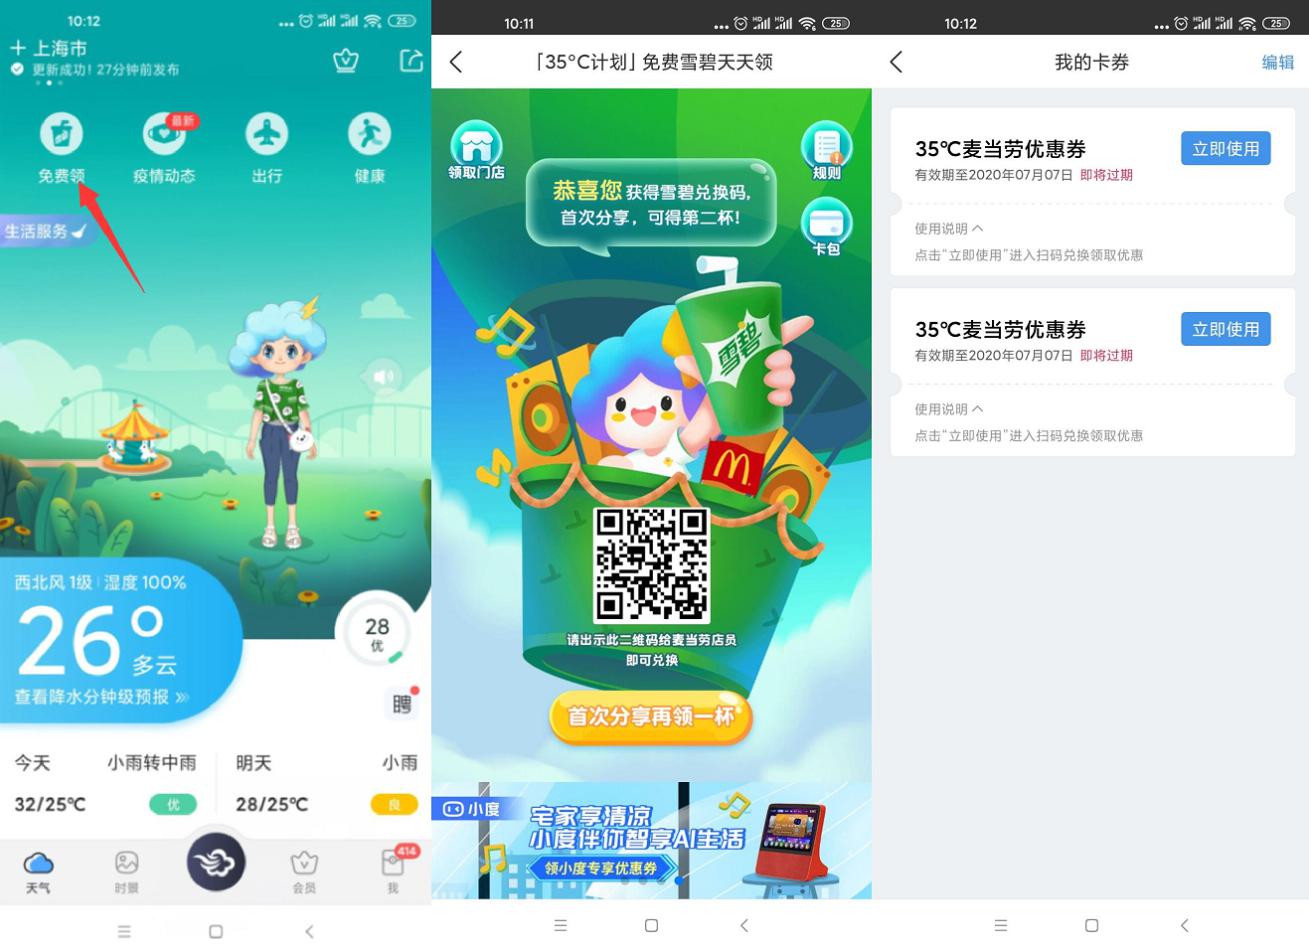 10:12
HD HD 25
上海市
更新成功！27分钟前发布
最新
免费领
疫情动态
出行
健康
生活服务
西北风 1级 湿度 100%
26°
多云
查看降水分钟级预报
28
优
聘
今天
小雨转中雨
明天
小雨
32/25℃
优
28/25℃
良
414
天气
时景
会员
我
10:11
HD HD 25
「35°C计划」免费雪碧天天领
领取门店
规则
卡包
恭喜您获得雪碧兑换码,
首次分享，可得第二杯!
雪碧
请出示此二维码给麦当劳店员
即可兑换
首次分享再领一杯
小度
宅家享清凉
小度伴你智享AI生活
领小度专享优惠券
10:12
HD HD 25
我的卡券
编辑
35℃麦当劳优惠券
立即使用
有效期至2020年07月07日 即将过期
使用说明
点击“立即使用”进入扫码兑换领取优惠
35℃麦当劳优惠券
立即使用
有效期至2020年07月07日 即将过期
使用说明
点击“立即使用”进入扫码兑换领取优惠